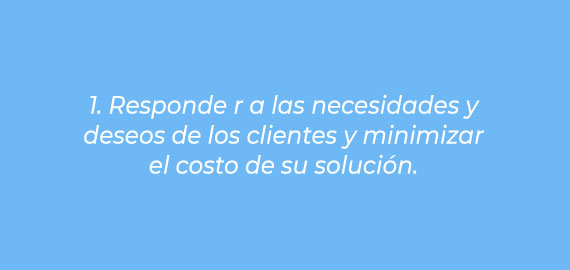 1. Responde r a las necesidades y
deseos de los clientes y minimizar
el costo de su solución.